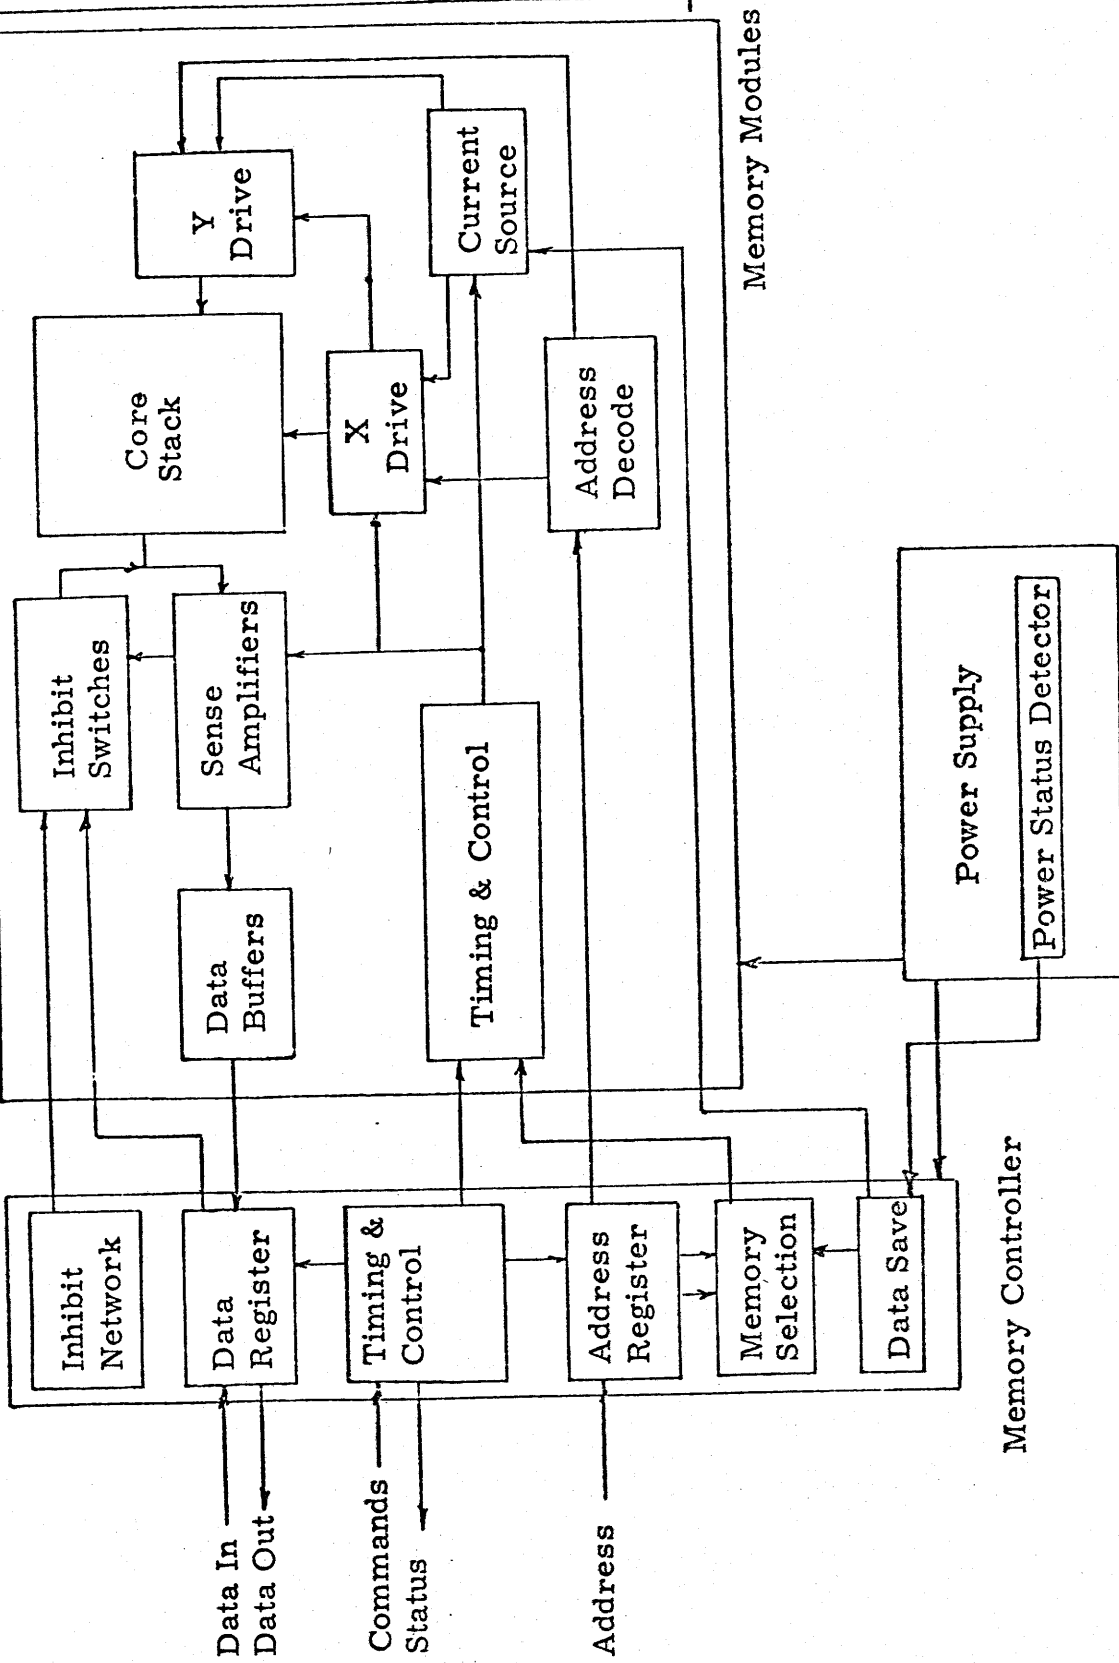 Data In
Data Out
Commands
Status
Address
Inhibit
Network
Data
Register
Timing &
Control
Address
Register
Memory
Selection
Data Save
Memory Controller
Inhibit
Switches
Sense
Amplifiers
Data
Buffers
Timing & Control
Core
Stack
Y
Drive
X
Drive
Current
Source
Address
Decode
Memory Modules
Power Supply
Power Status Detector